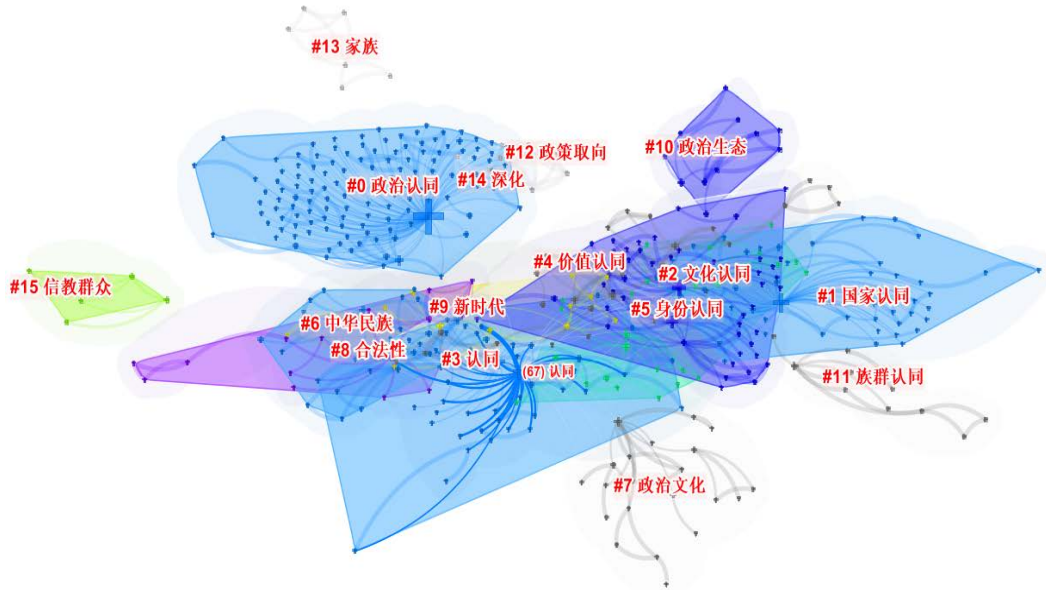 #13 家族
#12 政策取向
#10 政治生态
#0 政治认同
#14 深化
#4 价值认同
#2 文化认同
#15 信教群众
#1 国家认同
#9 新时代
#5 身份认同
#6 中华民族
#8 合法性
#3 认同
(67) 认同
#11 族群认同
#7 政治文化